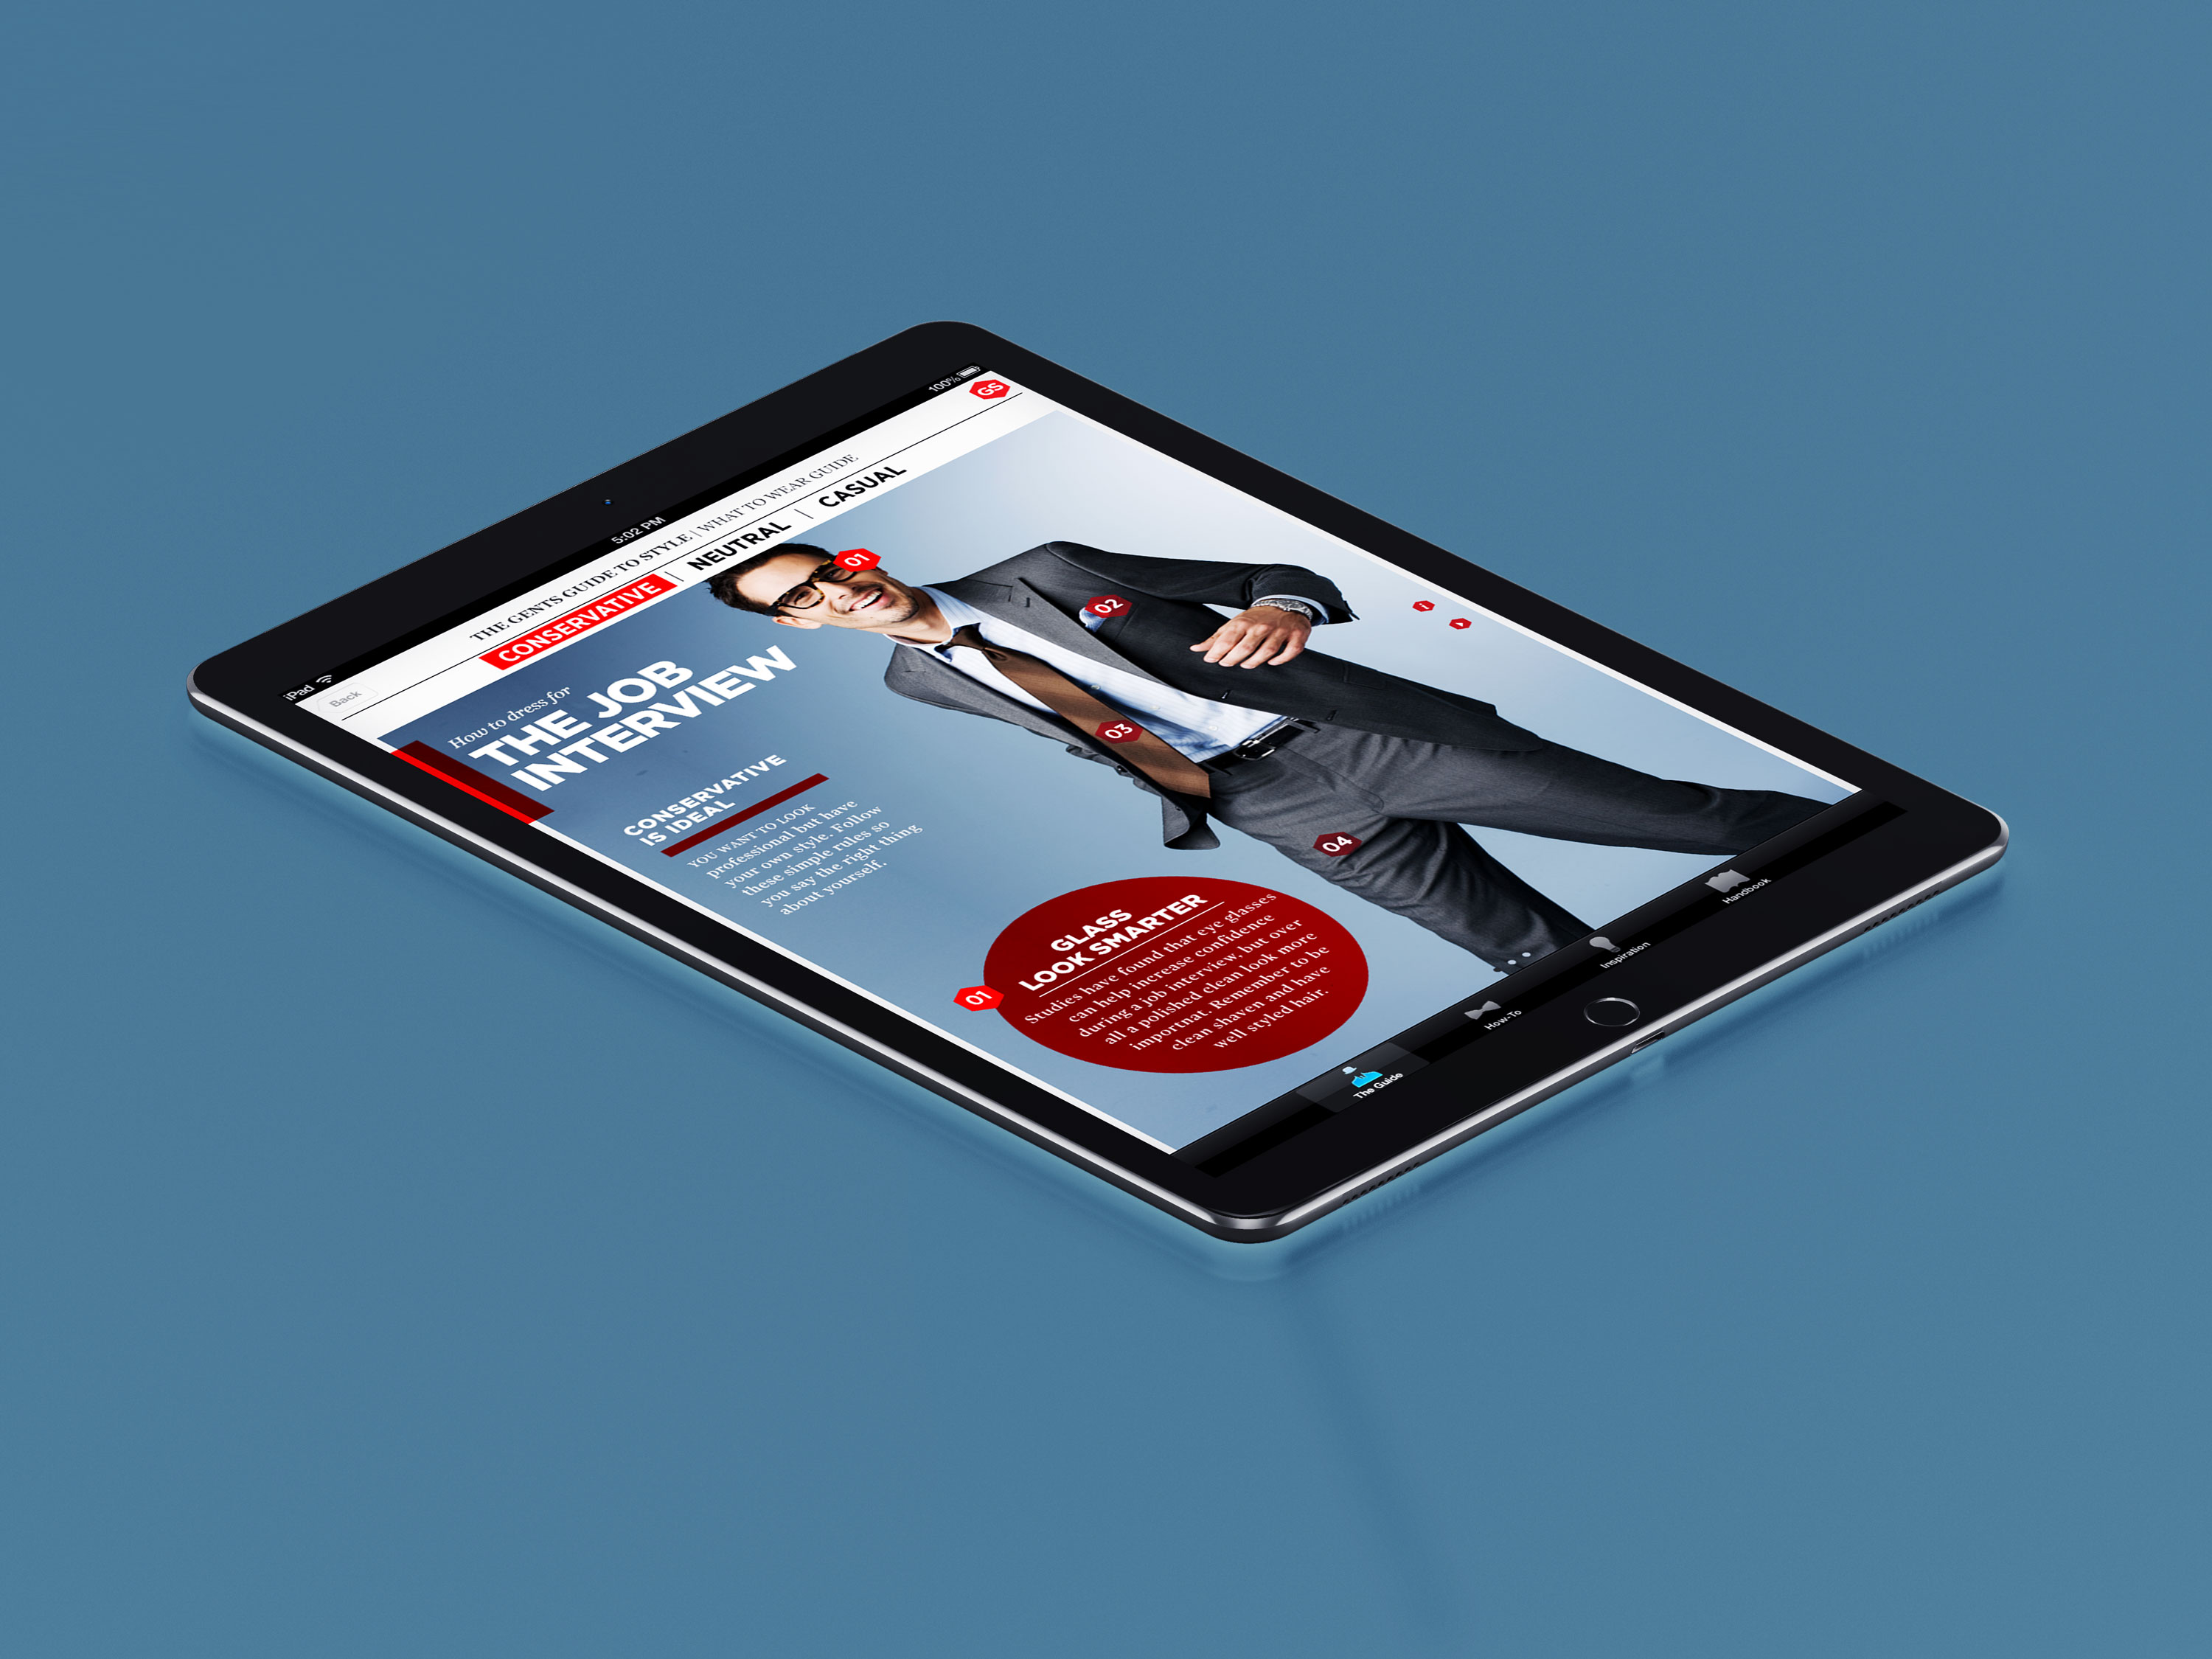 iPad
5:02 PM
100%
Back
GS
THE GENTS GUIDE TO STYLE | WHAT TO WEAR GUIDE
CONSERVATIVE | NEUTRAL | CASUAL
How to dress for
THE JOB
INTERVIEW
CONSERVATIVE
IS IDEAL
YOU WANT TO LOOK
professional but have
your own style. Follow
these simple rules so
you say the right thing
about yourself.
01
02
03
04
i
01
GLASS
LOOK SMARTER
Studies have found that eye glasses
can help increase confidence
during a job interview, but over
all a polished clean look more
importnat. Remember to be
clean shaven and have
well styled hair.
The Guide
How-To
Inspiration
Handbook